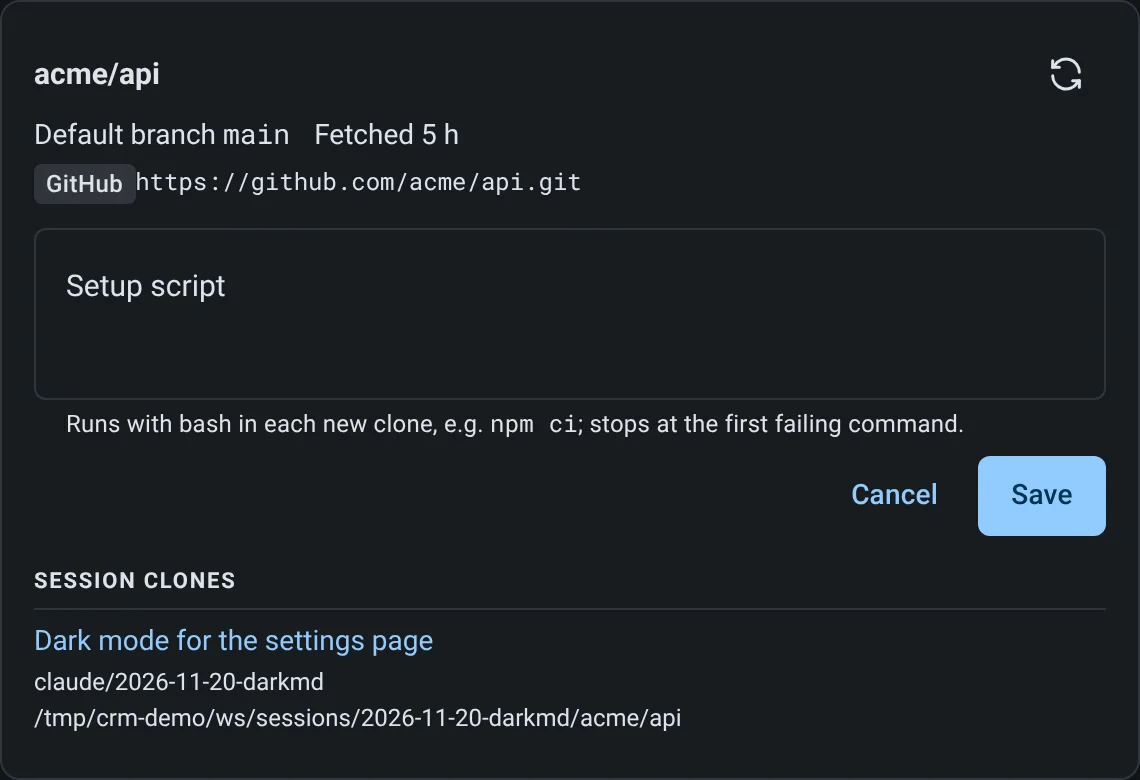 acme/api
Default branch main Fetched 5 h
GitHub https://github.com/acme/api.git
Setup script
Runs with bash in each new clone, e.g. npm ci; stops at the first failing command.
Cancel Save
SESSION CLONES
Dark mode for the settings page
claude/2026-11-20-darkmd
/tmp/crm-demo/ws/sessions/2026-11-20-darkmd/acme/api